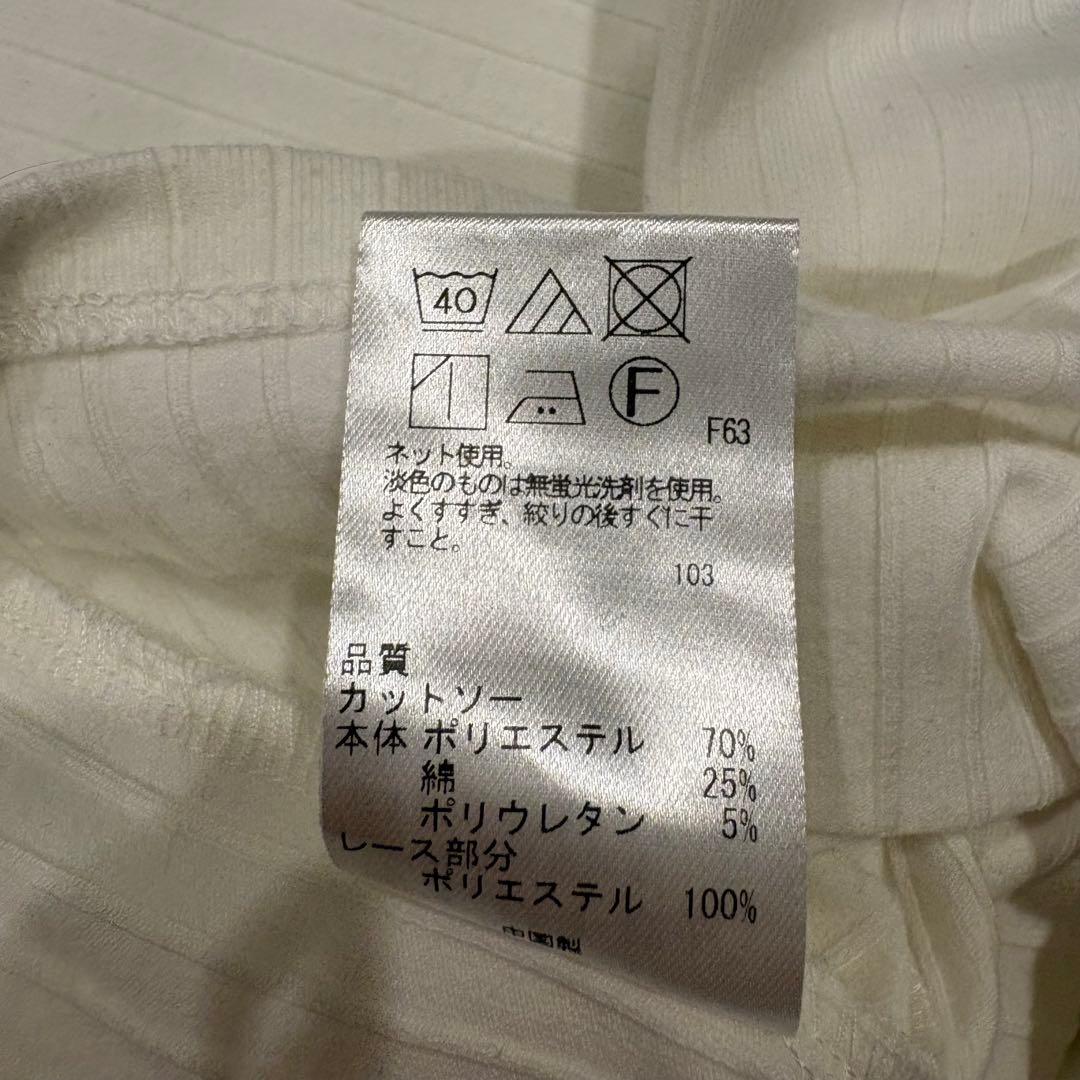 40
F
F63
ネット使用。
淡色のものは無蛍光洗剤を使用。
よくすすぎ、絞りの後すぐに干
すこと。
103
品質
カットソー
本体 ポリエステル 70%
綿 25%
ポリウレタン 5%
レース部分
ポリエステル 100%
中国製